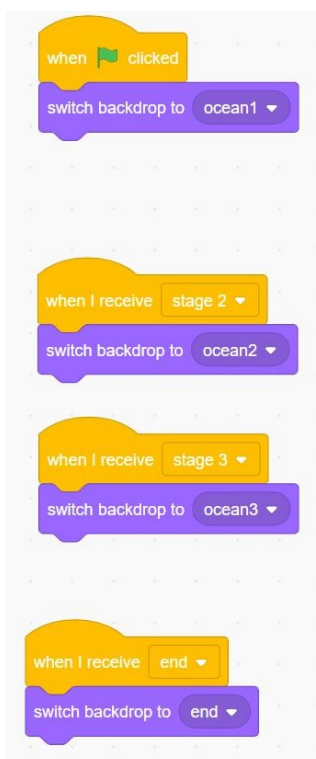 when clicked
switch backdrop to ocean1
when I receive stage 2
switch backdrop to ocean2
when I receive stage 3
switch backdrop to ocean3
when I receive end
switch backdrop to end